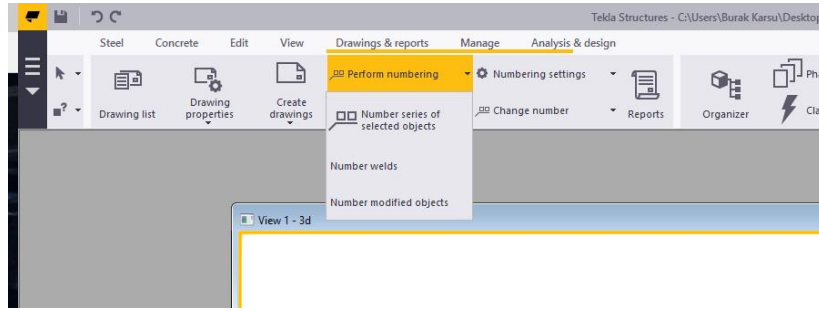 Tekla Structures - C:\Users\Burak Karsu\Desktop
Steel Concrete Edit View Drawings & reports Manage Analysis & design
Perform numbering
Numbering settings
Drawing list
Drawing
properties
Create
drawings
Number series of
selected objects
Change number
Reports
Organizer
Number welds
Number modified objects
View 1 - 3d